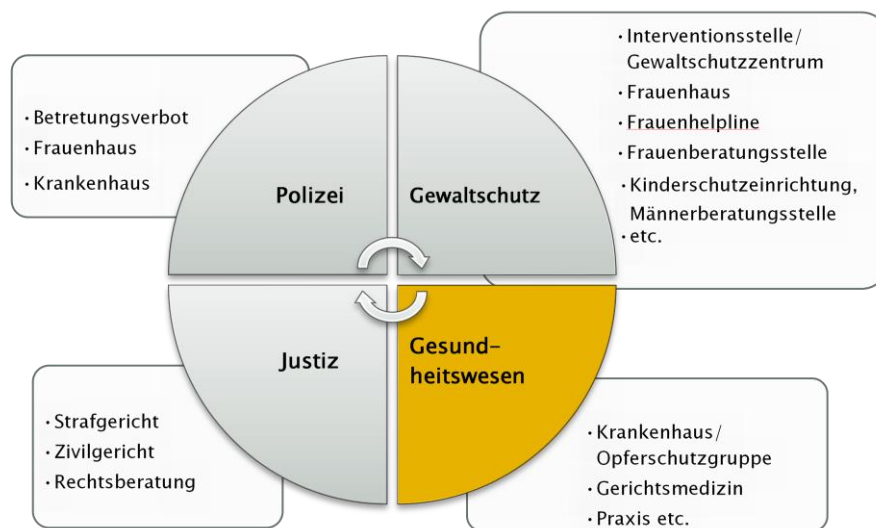 · Betretungsverbot
· Frauenhaus
· Krankenhaus
Polizei
Gewaltschutz
· Interventionsstelle/
Gewaltschutzzentrum
· Frauenhaus
· Frauenhelpline
· Frauenberatungsstelle
· Kinderschutzeinrichtung,
Männerberatungsstelle
· etc.
Justiz
Gesund-
heitswesen
· Strafgericht
· Zivilgericht
· Rechtsberatung
· Krankenhaus/
Opferschutzgruppe
· Gerichtsmedizin
· Praxis etc.